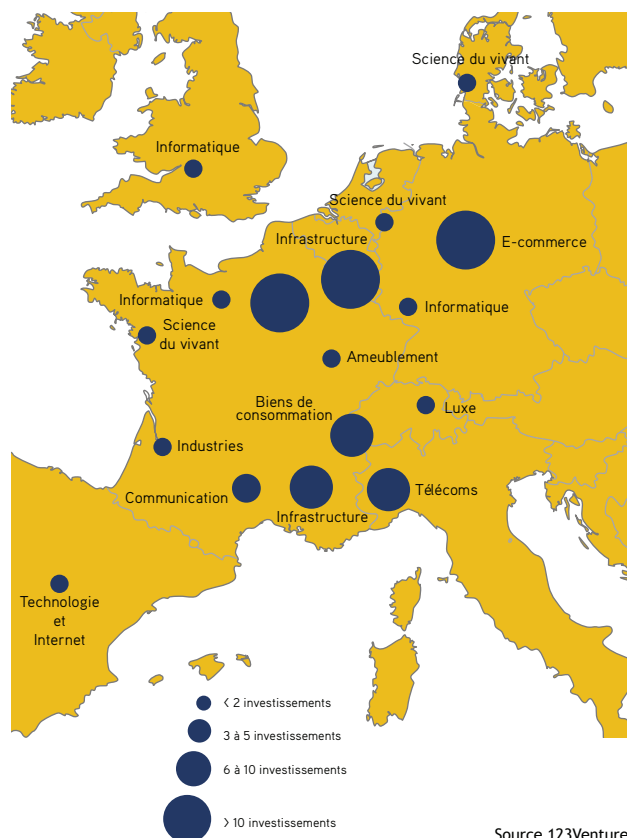 Science du vivant
Informatique
Science du vivant
Infrastructure
E-commerce
Informatique
Informatique
Science
du vivant
Ameublement
Biens de
consommation
Luxe
Industries
Communication
Télécoms
Infrastructure
Technologie
et
Internet
< 2 investissements
3 à 5 investissements
6 à 10 investissements
> 10 investissements
Source 123Venture